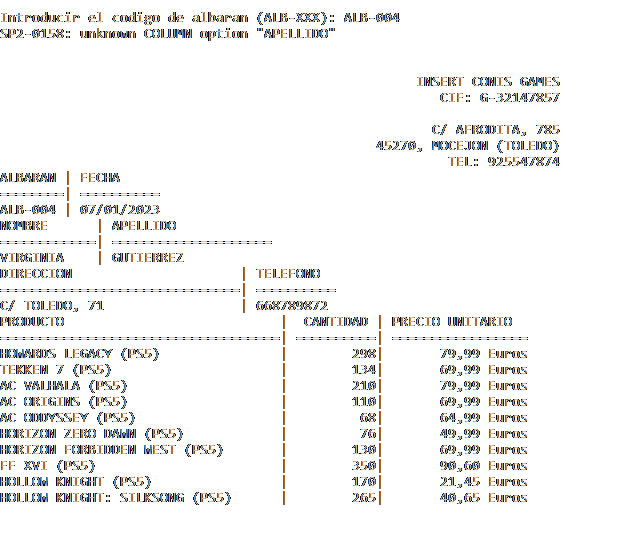 Introducir el codigo de albaran (ALB-XXX): ALB-004
SP2-0158: unknown COLUMN option "APELLIDO"
INSERT COMIS GAMES
CIF: G-32147857
C/ AFRODITA, 785
45270, MOCEJON (TOLEDO)
TEL: 925547874
ALBARAN | FECHA
========| ==========
ALB-004 | 07/01/2023
NOMBRE | APELLIDO
============| ====================
VIRGINIA | GUTIERREZ
DIRECCION | TELEFONO
==============================| ==========
C/ TOLEDO, 71 | 668789872
PRODUCTO | CANTIDAD | PRECIO UNITARIO
===================================| ==========| =================
HOWARDS LEGACY (PS5) | 298| 79,99 Euros
TEKKEN 7 (PS5) | 134| 69,99 Euros
AC VALHALA (PS5) | 210| 79,99 Euros
AC ORIGINS (PS5) | 110| 69,99 Euros
AC ODDYSSEY (PS5) | 68| 64,99 Euros
HORIZON ZERO DAWN (PS5) | 76| 49,99 Euros
HORIZON FORBIDDEN WEST (PS5) | 130| 69,99 Euros
FF XVI (PS5) | 350| 90,60 Euros
HOLLOW KNIGHT (PS5) | 170| 21,45 Euros
HOLLOW KNIGHT: SILKSONG (PS5) | 265| 40,65 Euros